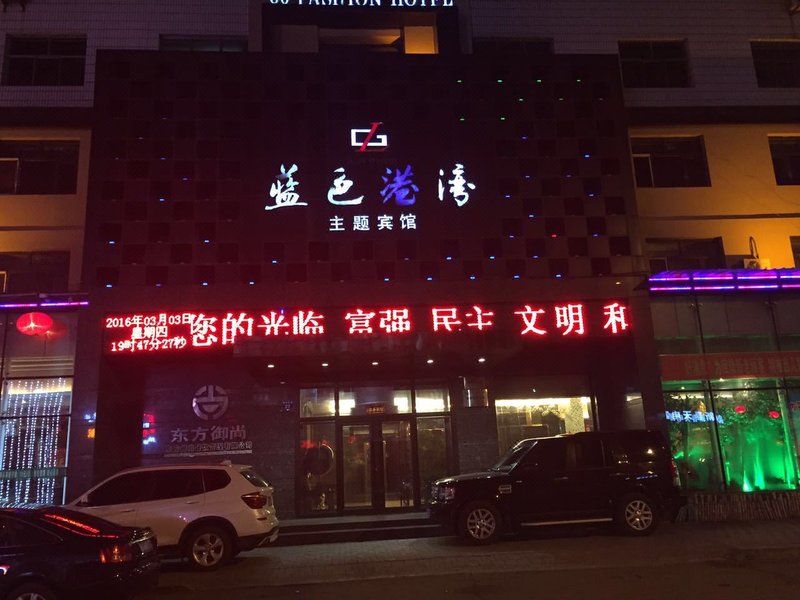 FASHION HOTEL
蓝色港湾
主题宾馆
2016年03月03日
星期四
19时47分27秒
您的光临 富强 民主 文明 和
东方御尚